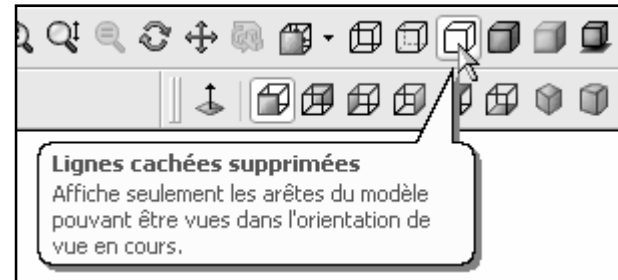 Lignes cachées supprimées
Affiche seulement les arêtes du modèle
pouvant être vues dans l'orientation de
vue en cours.